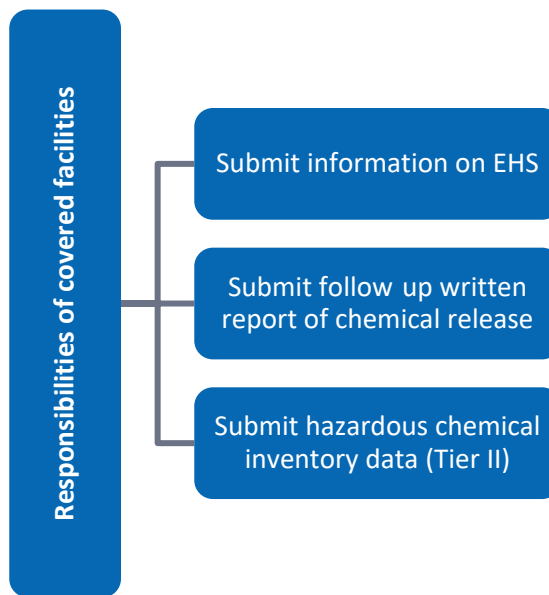 Responsibilities of covered facilities
Submit information on EHS
Submit follow up written
report of chemical release
Submit hazardous chemical
inventory data (Tier II)